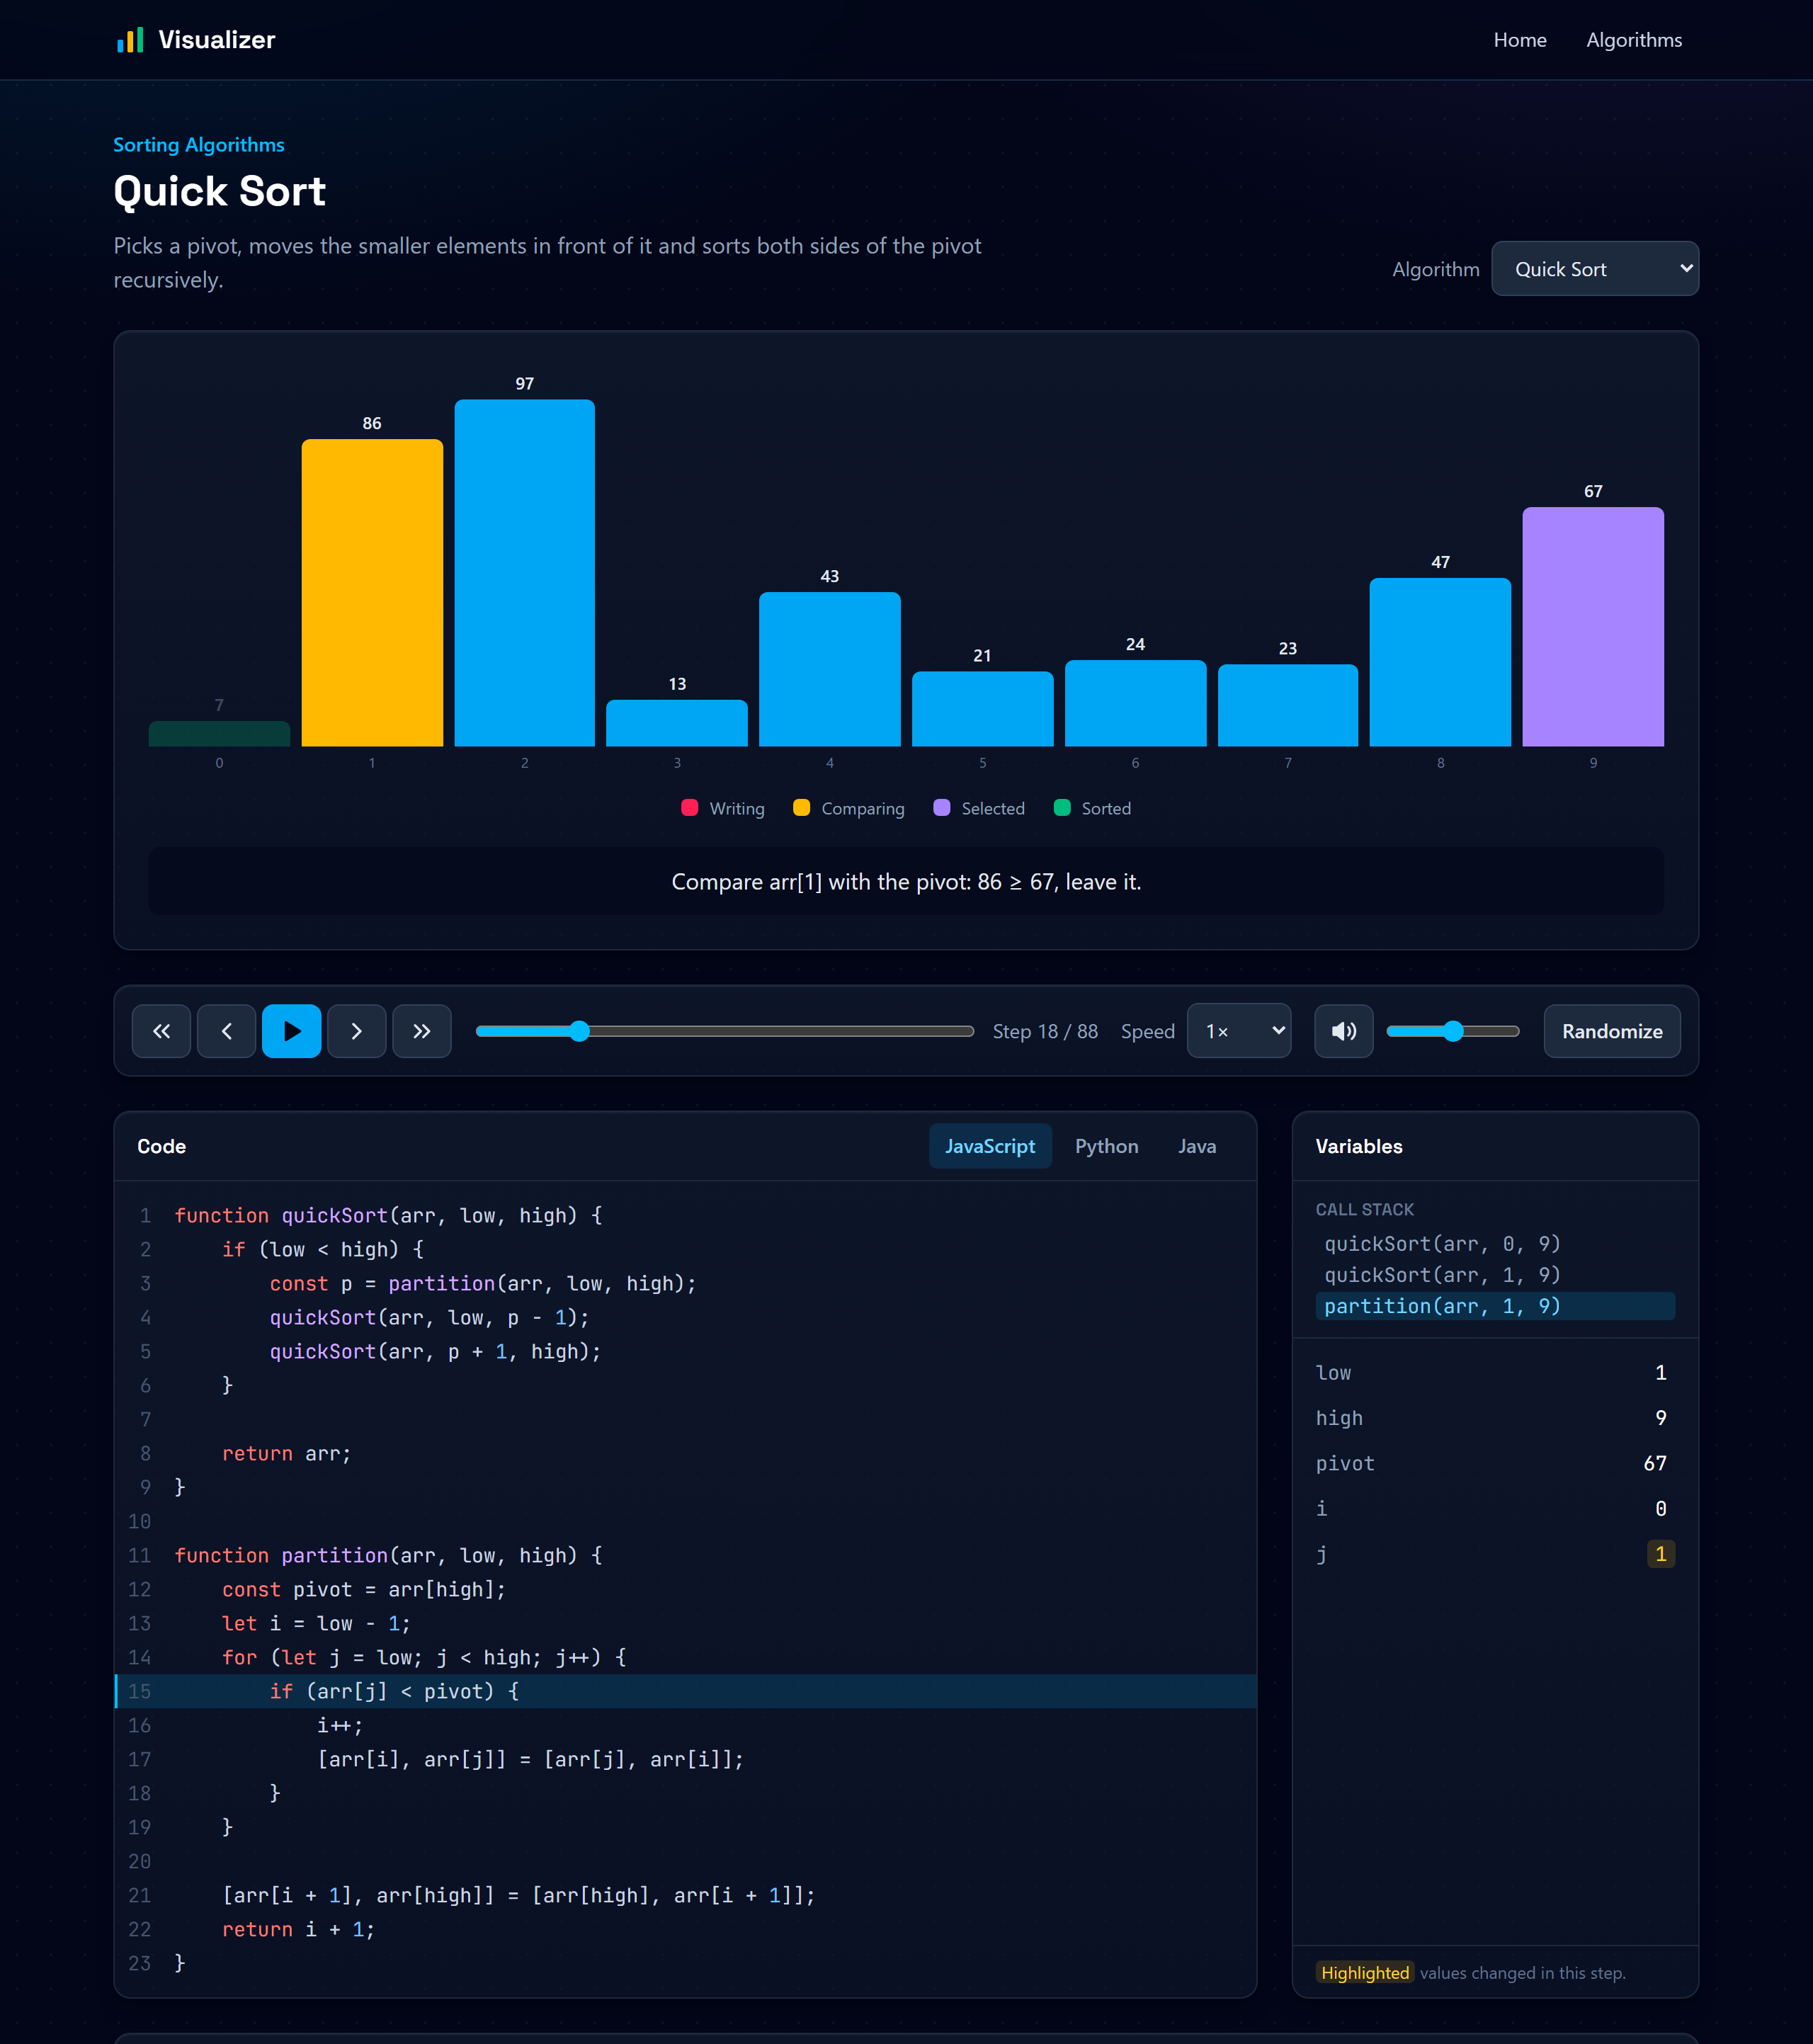 Visualizer
Home
Algorithms
Sorting Algorithms
Quick Sort
Picks a pivot, moves the smaller elements in front of it and sorts both sides of the pivot
recursively.
Algorithm
Quick Sort
7
86
97
13
43
21
24
23
47
67
0
1
2
3
4
5
6
7
8
9
Writing
Comparing
Selected
Sorted
Compare arr[1] with the pivot: 86 ≥ 67, leave it.
Step 18 / 88
Speed
1×
Randomize
Code
JavaScript
Python
Java
1 function quickSort(arr, low, high) {
2     if (low < high) {
3         const p = partition(arr, low, high);
4         quickSort(arr, low, p - 1);
5         quickSort(arr, p + 1, high);
6     }
7
8     return arr;
9 }
10
11 function partition(arr, low, high) {
12     const pivot = arr[high];
13     let i = low - 1;
14     for (let j = low; j < high; j++) {
15         if (arr[j] < pivot) {
16             i++;
17             [arr[i], arr[j]] = [arr[j], arr[i]];
18         }
19     }
20
21     [arr[i + 1], arr[high]] = [arr[high], arr[i + 1]];
22     return i + 1;
23 }
Variables
CALL STACK
quickSort(arr, 0, 9)
quickSort(arr, 1, 9)
partition(arr, 1, 9)
low 1
high 9
pivot 67
i 0
j 1
Highlighted values changed in this step.